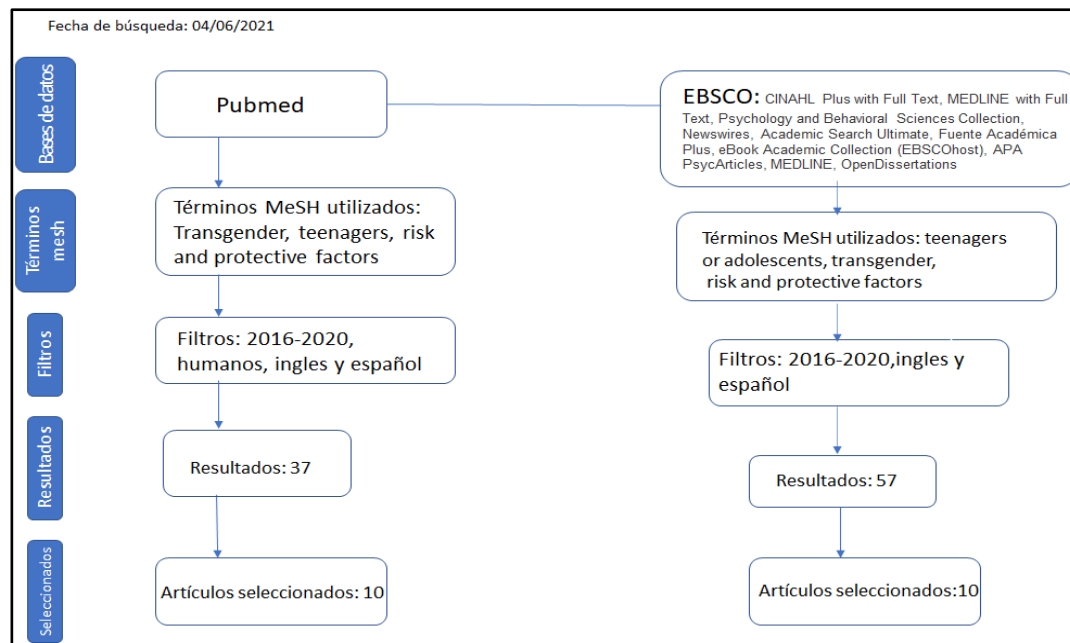 Fecha de búsqueda: 04/06/2021
Bases de datos
Pubmed
EBSCO: CINAHL Plus with Full Text, MEDLINE with Full
Text, Psychology and Behavioral Sciences Collection,
Newswires, Academic Search Ultimate, Fuente Académica
Plus, eBook Academic Collection (EBSCOhost), APA
PsycArticles, MEDLINE, OpenDissertations
Términos
mesh
Términos MeSH utilizados:
Transgender, teenagers, risk
and protective factors
Términos MeSH utilizados: teenagers
or adolescents, transgender,
risk and protective factors
Filtros
Filtros: 2016-2020,
humanos, ingles y español
Filtros: 2016-2020,ingles y
español
Resultados
Resultados: 37
Resultados: 57
Seleccionados
Artículos seleccionados: 10
Artículos seleccionados:10